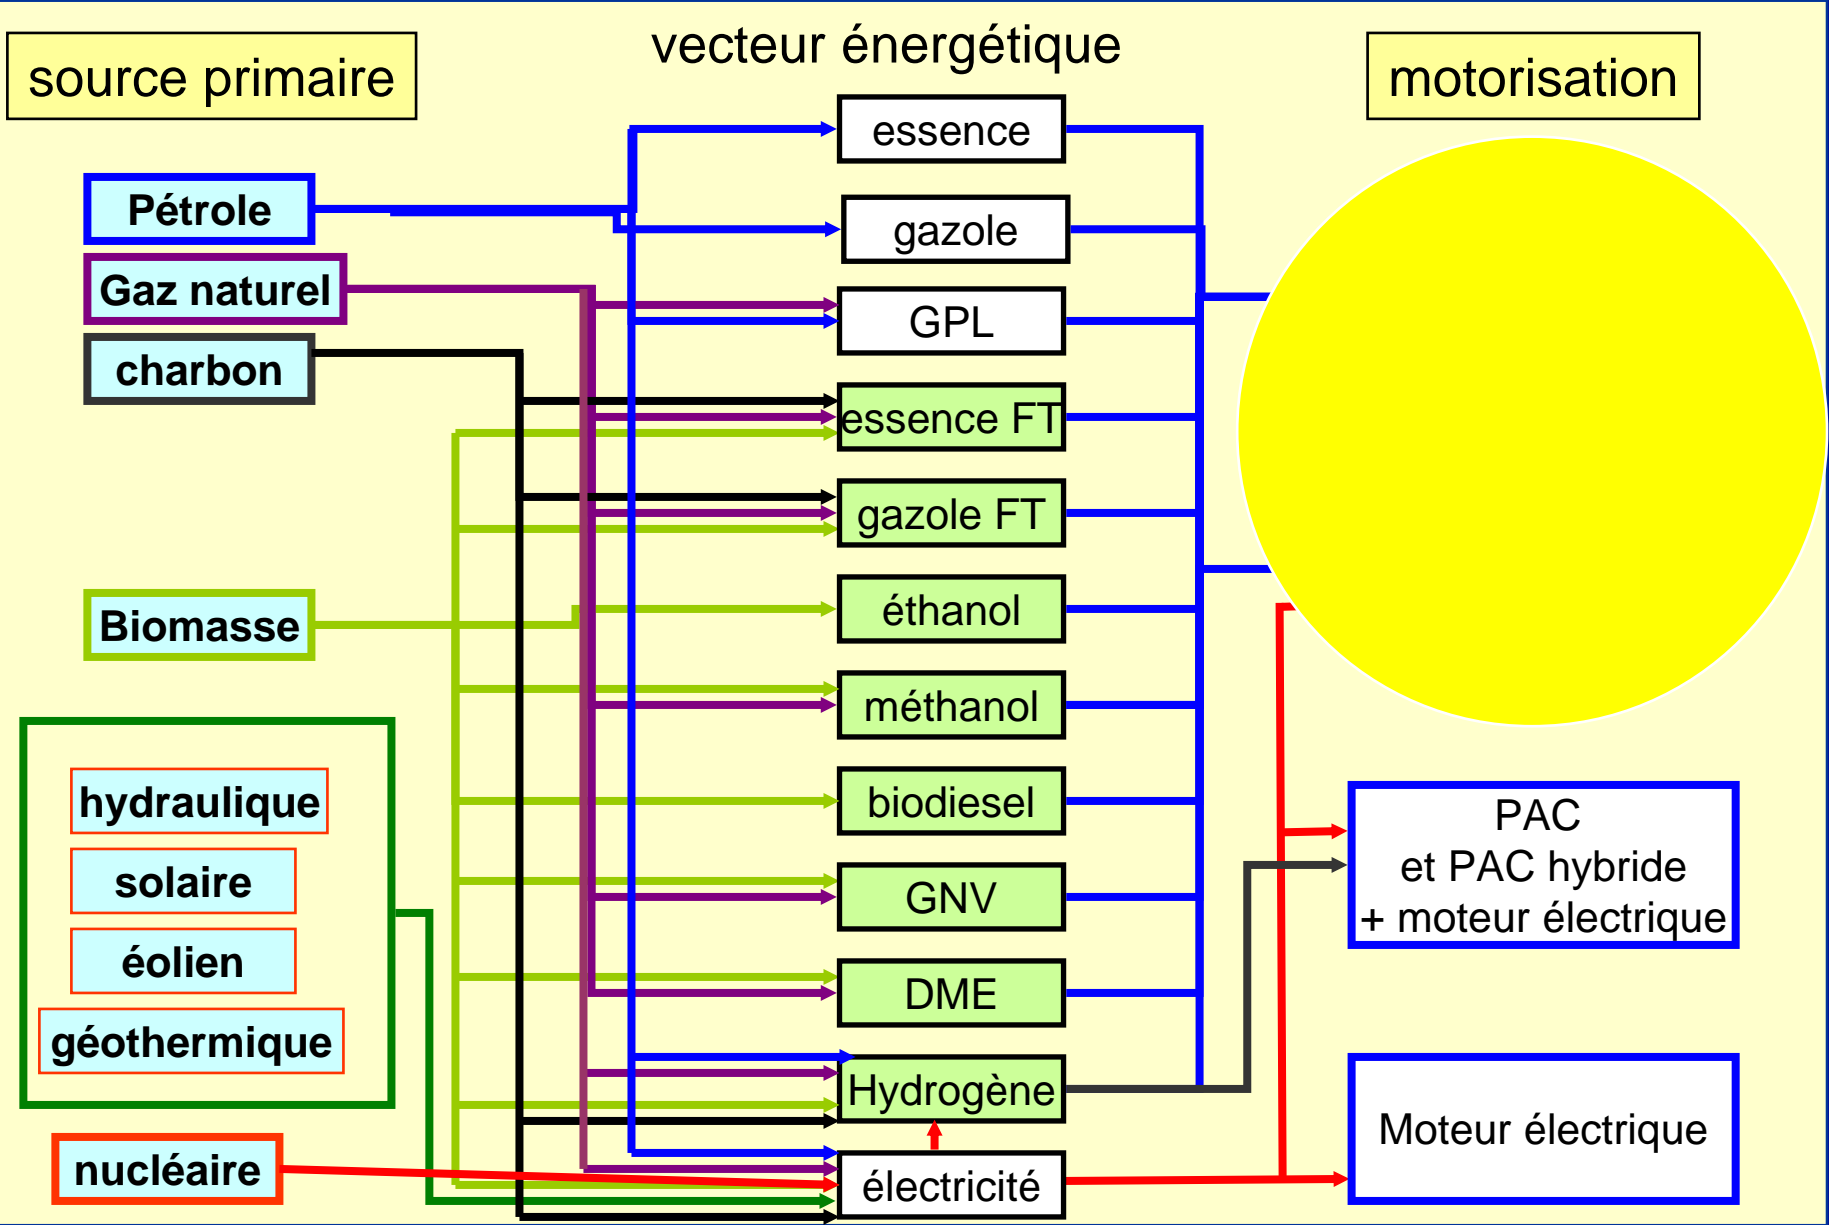 source primaire
vecteur énergétique
motorisation
Pétrole
Gaz naturel
charbon
Biomasse
hydraulique
solaire
éolien
géothermique
nucléaire
essence
gazole
GPL
essence FT
gazole FT
éthanol
méthanol
biodiesel
GNV
DME
Hydrogène
électricité
PAC
et PAC hybride
+ moteur électrique
Moteur électrique